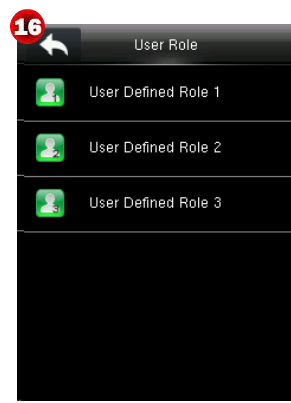 16
User Role
User Defined Role 1
User Defined Role 2
User Defined Role 3